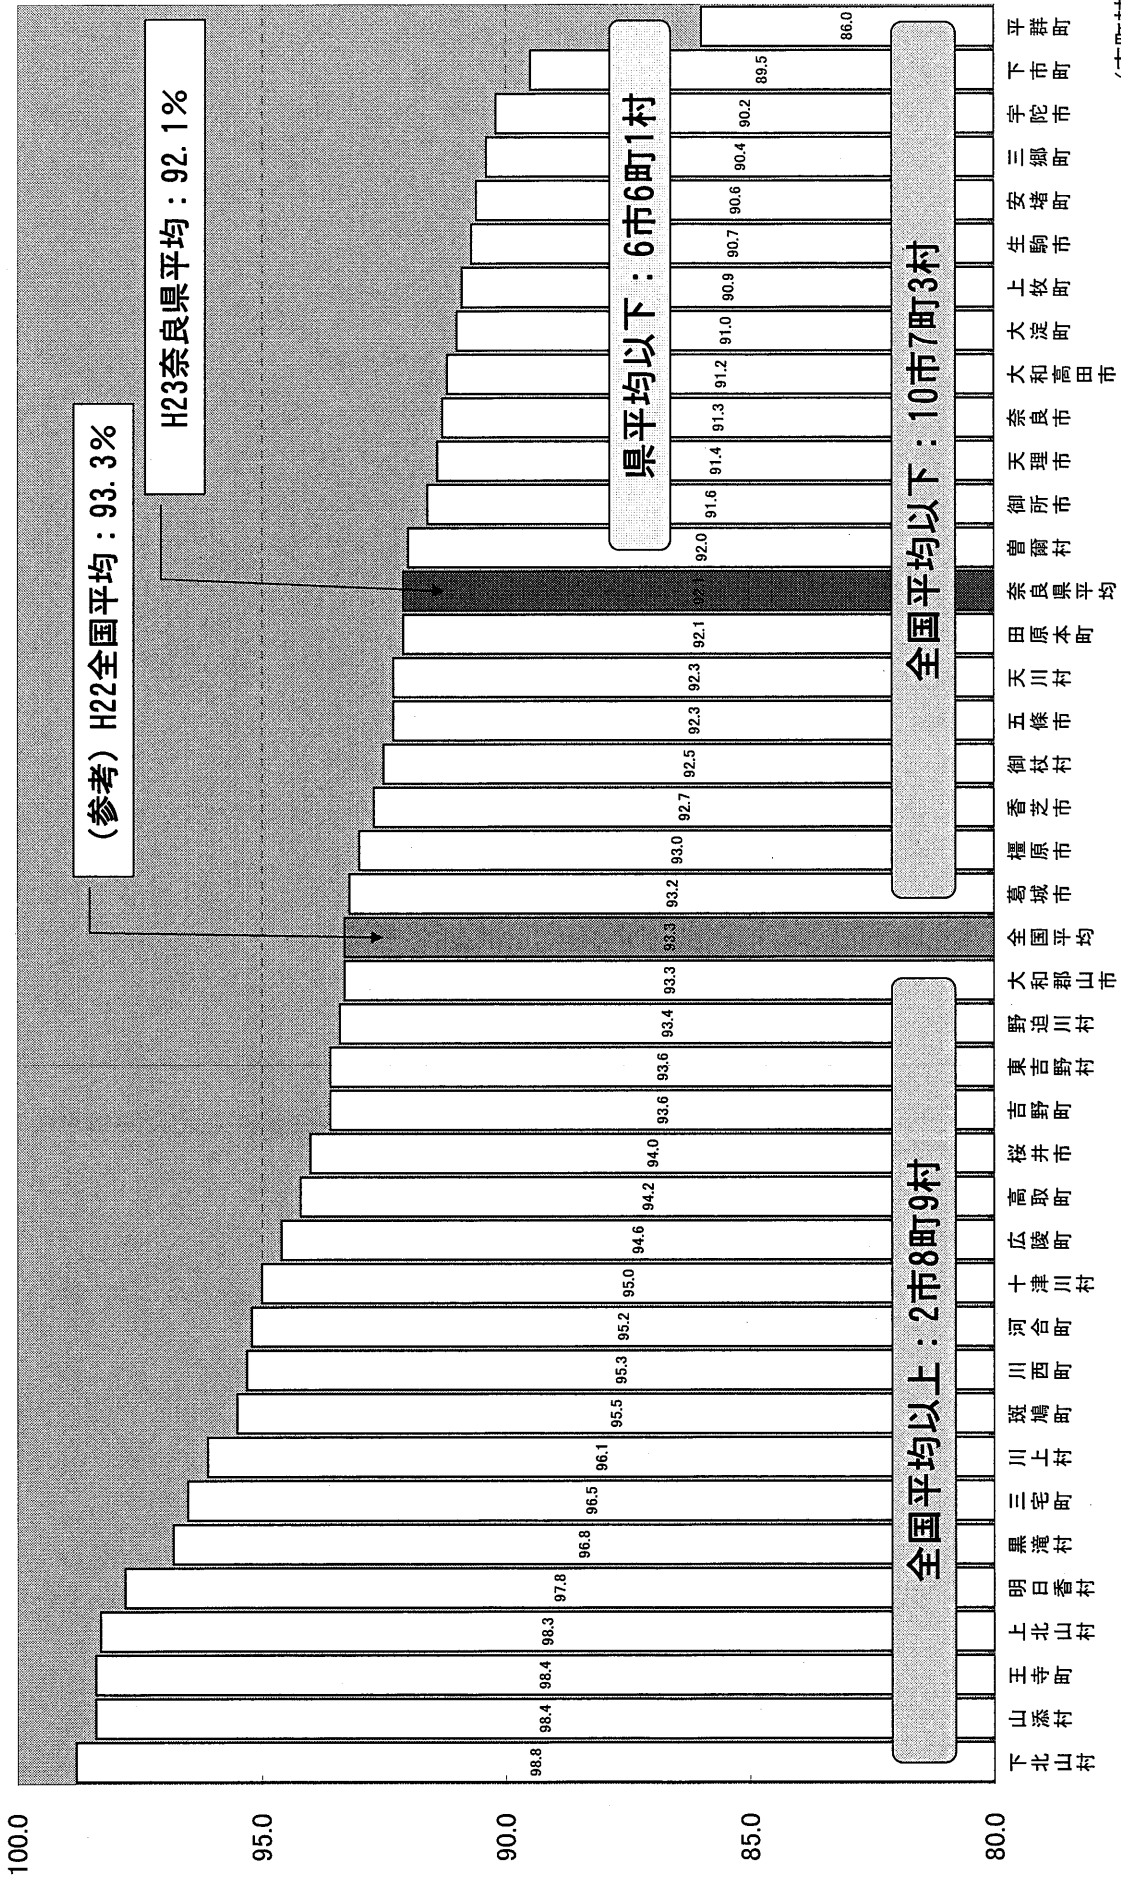 (参考) H22全国平均：93.3%
H23奈良県平均：92.1%
100.0
95.0
90.0
85.0
80.0
県平均以下：6市6町1村
全国平均以上：2市8町9村
全国平均以下：10市7町3村
98.8
98.4
98.4
98.3
97.8
96.8
96.5
96.1
95.5
95.3
95.2
95.0
94.6
94.2
94.0
93.6
93.6
93.4
93.3
93.3
93.2
93.0
92.7
92.5
92.3
92.3
92.1
92.1
92.0
91.6
91.4
91.3
91.2
91.0
90.9
90.7
90.6
90.4
90.2
89.5
86.0
下北山村
山添村
王寺町
上北山村
明日香村
黒滝村
三宅町
川上村
斑鳩町
川西町
河合町
十津川村
広陵町
高取町
桜井市
吉野町
東吉野村
野迫川村
大和郡山市
全国平均
葛城市
橿原市
香芝市
御杖村
五條市
天川村
田原本町
奈良県平均
曽爾村
御所市
天理市
奈良市
大和高田市
大淀町
上牧町
生駒市
安堵町
三郷町
宇陀市
下市町
平群町